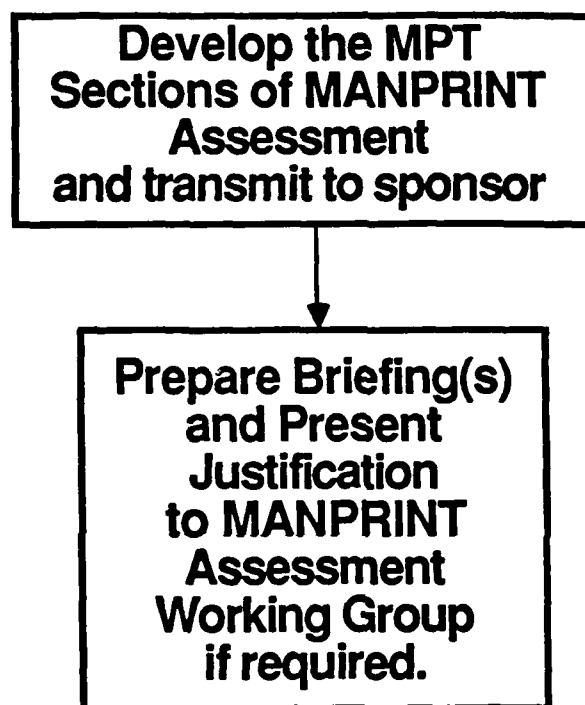 Develop the MPT
Sections of MANPRINT
Assessment
and transmit to sponsor
Prepare Briefing(s)
and Present
Justification
to MANPRINT
Assessment
Working Group
if required.